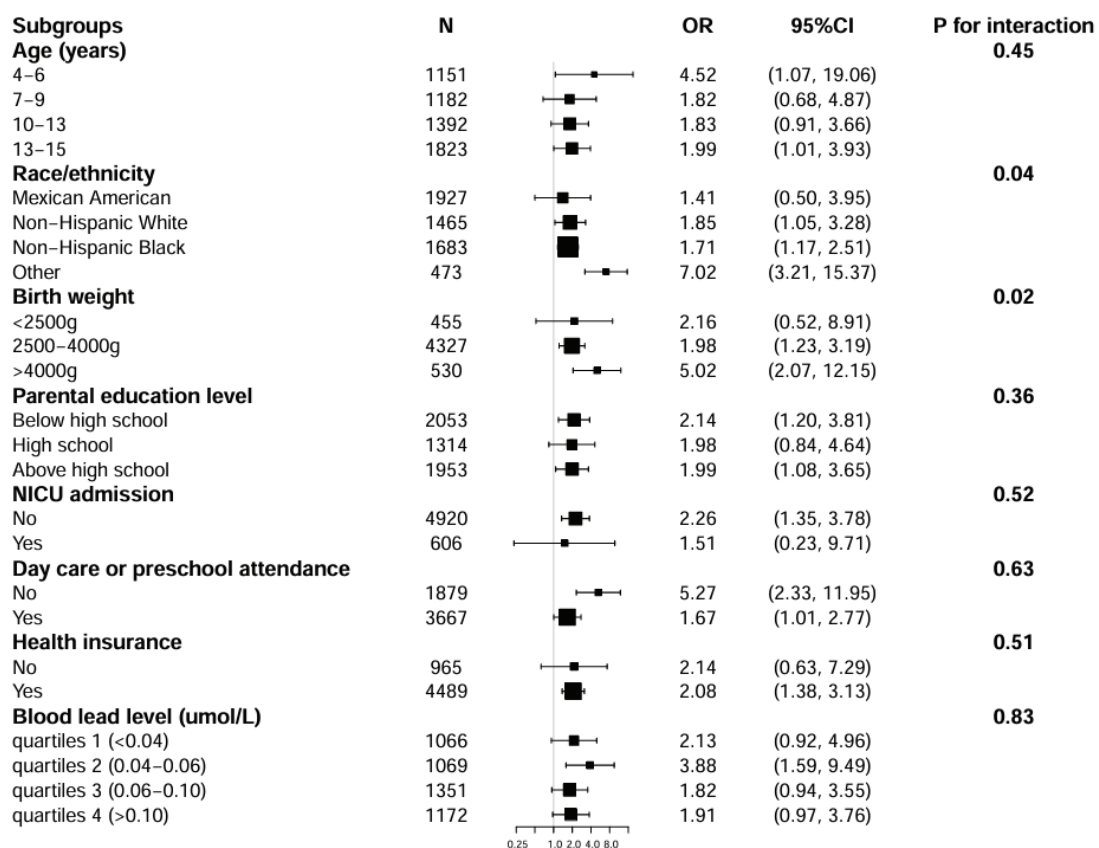 Subgroups N OR 95%CI P for interaction
Age (years) 0.45
4−6 1151 4.52 (1.07, 19.06)
7−9 1182 1.82 (0.68, 4.87)
10−13 1392 1.83 (0.91, 3.66)
13−15 1823 1.99 (1.01, 3.93)
Race/ethnicity 0.04
Mexican American 1927 1.41 (0.50, 3.95)
Non−Hispanic White 1465 1.85 (1.05, 3.28)
Non−Hispanic Black 1683 1.71 (1.17, 2.51)
Other 473 7.02 (3.21, 15.37)
Birth weight 0.02
<2500g 455 2.16 (0.52, 8.91)
2500−4000g 4327 1.98 (1.23, 3.19)
>4000g 530 5.02 (2.07, 12.15)
Parental education level 0.36
Below high school 2053 2.14 (1.20, 3.81)
High school 1314 1.98 (0.84, 4.64)
Above high school 1953 1.99 (1.08, 3.65)
NICU admission 0.52
No 4920 2.26 (1.35, 3.78)
Yes 606 1.51 (0.23, 9.71)
Day care or preschool attendance 0.63
No 1879 5.27 (2.33, 11.95)
Yes 3667 1.67 (1.01, 2.77)
Health insurance 0.51
No 965 2.14 (0.63, 7.29)
Yes 4489 2.08 (1.38, 3.13)
Blood lead level (umol/L) 0.83
quartiles 1 (<0.04) 1066 2.13 (0.92, 4.96)
quartiles 2 (0.04−0.06) 1069 3.88 (1.59, 9.49)
quartiles 3 (0.06−0.10) 1351 1.82 (0.94, 3.55)
quartiles 4 (>0.10) 1172 1.91 (0.97, 3.76)
0.25 1.0 2.0 4.0 8.0